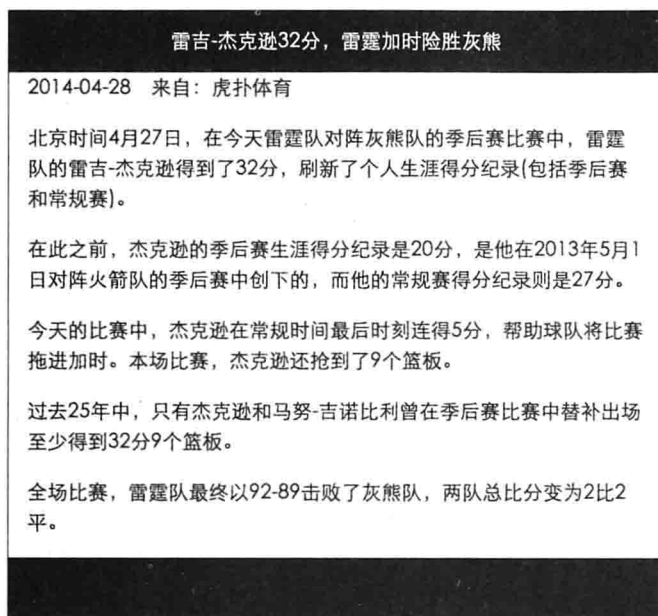 雷吉-杰克逊32分，雷霆加时险胜灰熊
2014-04-28 来自：虎扑体育
北京时间4月27日，在今天雷霆队对阵灰熊队的季后赛比赛中，雷霆
队的雷吉-杰克逊得到了32分，刷新了个人生涯得分纪录(包括季后赛
和常规赛)。
在此之前，杰克逊的季后赛生涯得分纪录是20分，是他在2013年5月1
日对阵火箭队的季后赛中创下的，而他的常规赛得分纪录则是27分。
今天的比赛中，杰克逊在常规时间最后时刻连得5分，帮助球队将比赛
拖进加时。本场比赛，杰克逊还抢到了9个篮板。
过去25年中，只有杰克逊和马努-吉诺比利曾在季后赛比赛中替补出场
至少得到32分9个篮板。
全场比赛，雷霆队最终以92-89击败了灰熊队，两队总比分变为2比2
平。